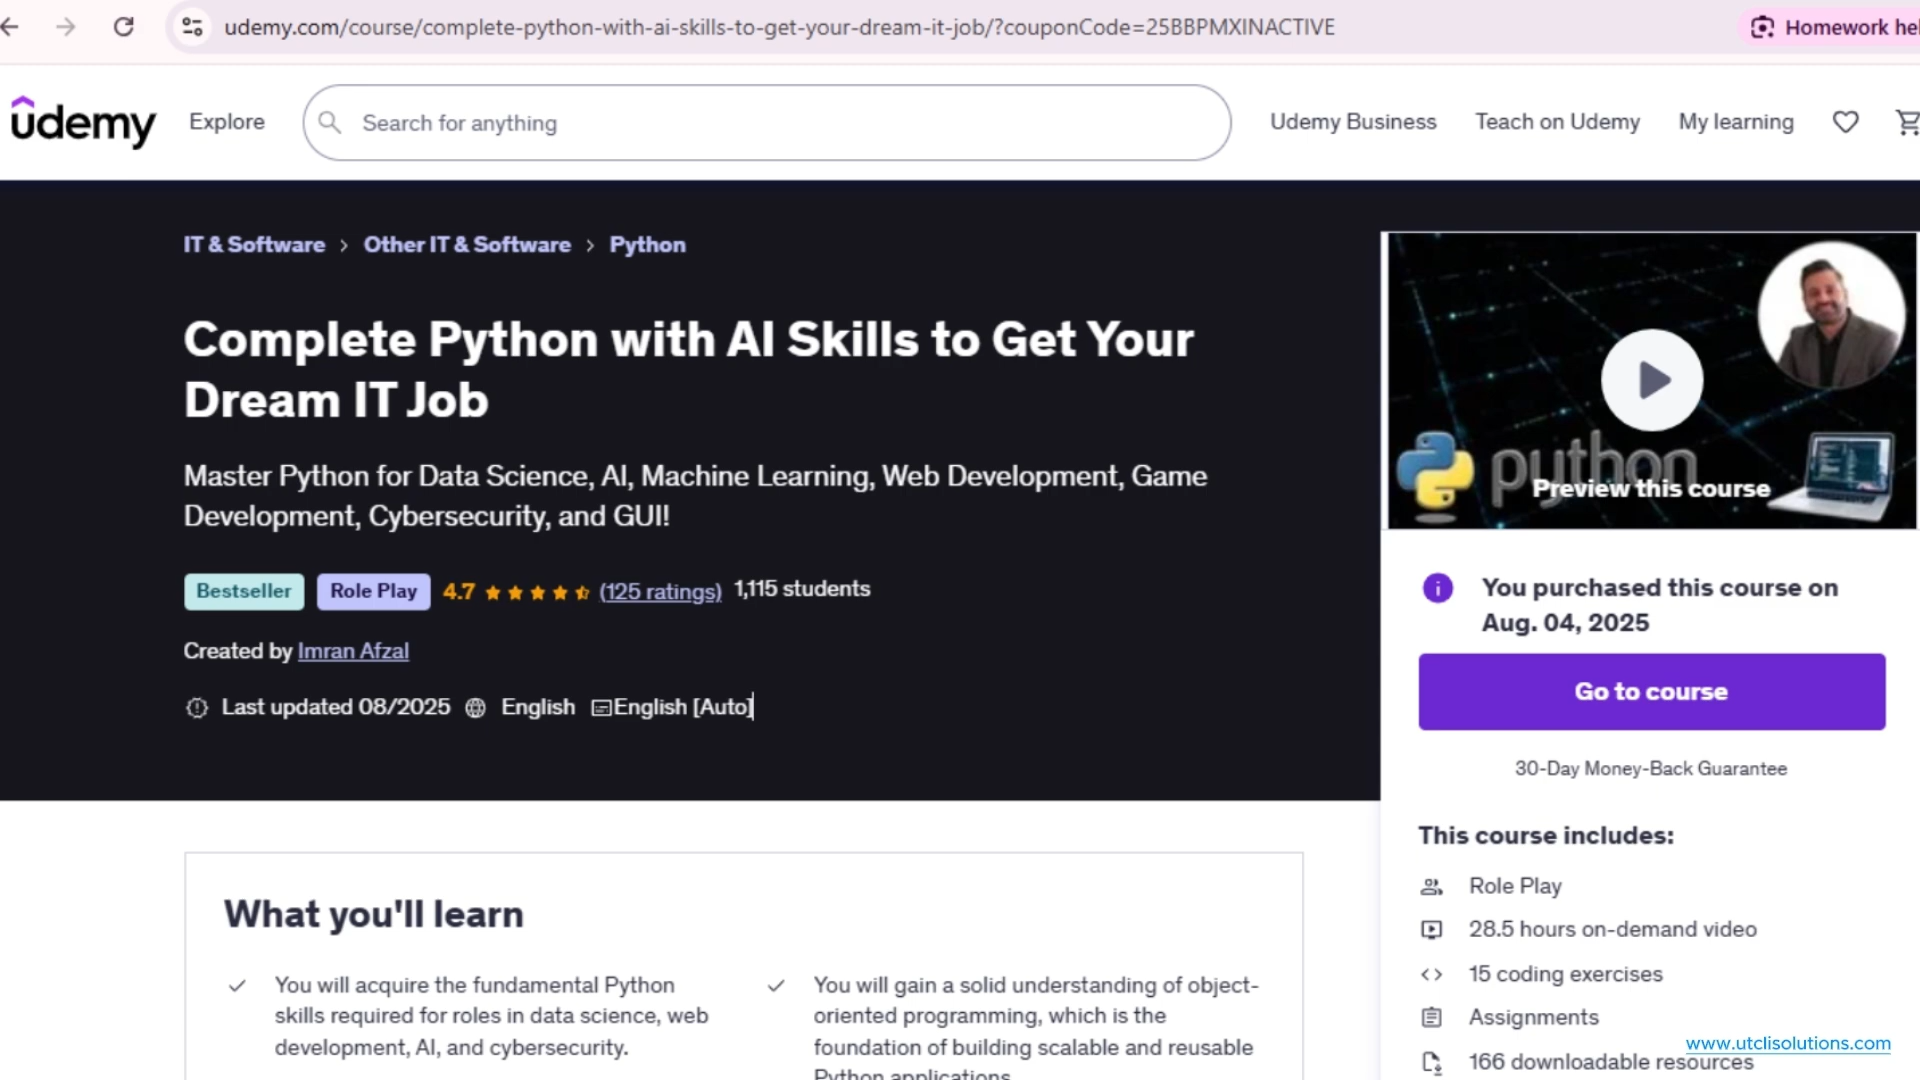 udemy.com/course/complete-python-with-ai-skills-to-get-your-dream-it-job/?couponCode=25BBPMXINACTIVE
Homework
udemy
Explore
Search for anything
Udemy Business
Teach on Udemy
My learning
IT & Software > Other IT & Software > Python
Complete Python with AI Skills to Get Your
Dream IT Job
Master Python for Data Science, AI, Machine Learning, Web Development, Game
Development, Cybersecurity, and GUI!
Bestseller
Role Play
4.7
(125 ratings)
1,115 students
Created by Imran Afzal
Last updated 08/2025
English
English [Auto]
python
Preview this course
You purchased this course on
Aug. 04, 2025
Go to course
30-Day Money-Back Guarantee
This course includes:
Role Play
28.5 hours on-demand video
15 coding exercises
Assignments
166 downloadable resources
What you'll learn
You will acquire the fundamental Python
skills required for roles in data science, web
development, AI, and cybersecurity.
You will gain a solid understanding of object-
oriented programming, which is the
foundation of building scalable and reusable
Python applications.
www.utclisolutions.com